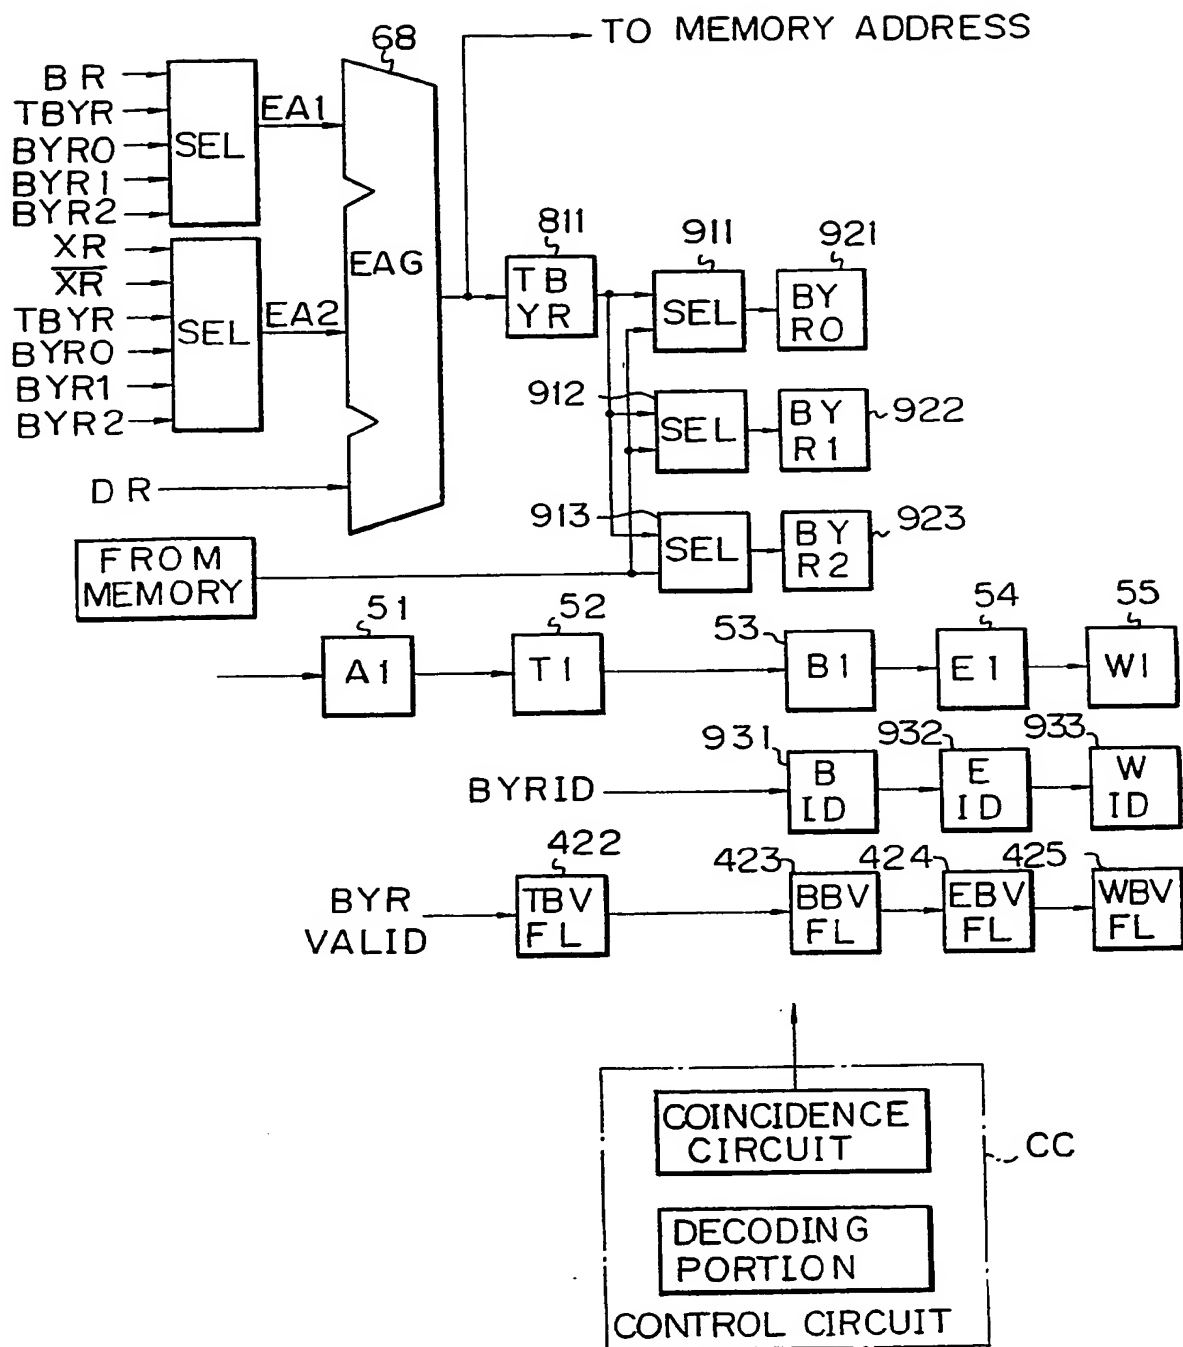 TO MEMORY ADDRESS
68
BR
TBYR
BYR0
BYR1
BYR2
SEL
EA1
XR
X̅R̅
TBYR
BYR0
BYR1
BYR2
SEL
EA2
DR
EAG
811
TB
YR
911
SEL
921
BY
R0
912
SEL
BY
R1
922
913
SEL
BY
R2
923
FROM
MEMORY
51
A1
52
T1
53
B1
54
E1
55
W1
BYRID
931
B
ID
932
E
ID
933
W
ID
BYR
VALID
422
TBV
FL
423
BBV
FL
424
EBV
FL
425
WBV
FL
COINCIDENCE
CIRCUIT
CC
DECODING
PORTION
CONTROL CIRCUIT